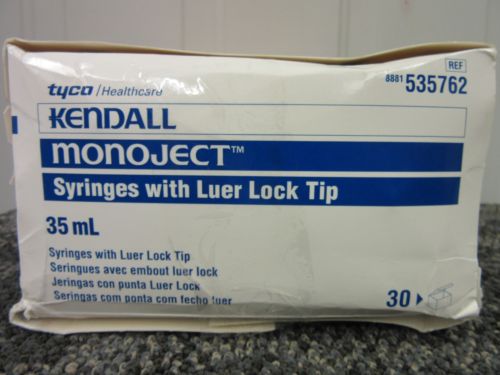 tyco / Healthcare
REF
8881 535762
KENDALL
MONOJECT™
Syringes with Luer Lock Tip
35 mL
Syringes with Luer Lock Tip
Seringues avec embout luer lock
Jeringas con punta Luer Lock
Seringas com ponta com fecho luer
30